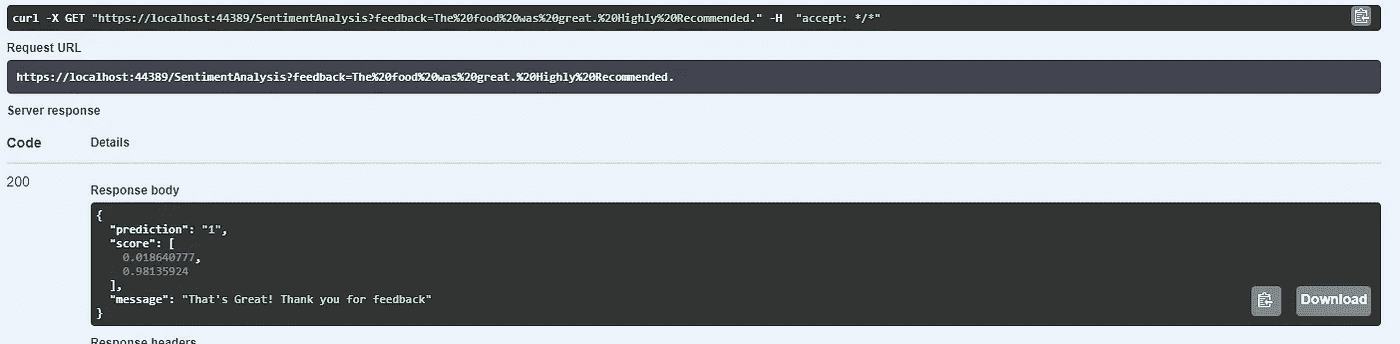 curl -X GET "https://localhost:44389/SentimentAnalysis?feedback=The%20food%20was%20great.%20Highly%20Recommended." -H  "accept: */*"
Request URL
https://localhost:44389/SentimentAnalysis?feedback=The%20food%20was%20great.%20Highly%20Recommended.
Server response
Code Details
200
Response body
{
  "prediction": "1",
  "score": [
    0.018640777,
    0.98135924
  ],
  "message": "That's Great! Thank you for feedback"
}
Download
Response headers